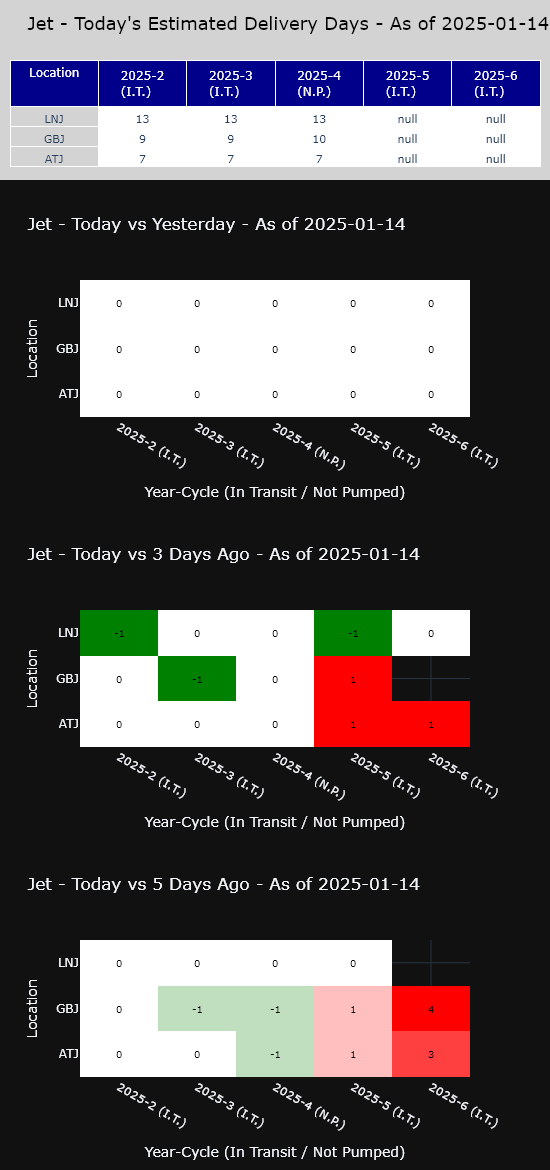 Jet - Today's Estimated Delivery Days - As of 2025-01-14
Location 2025-2 (I.T.) 2025-3 (I.T.) 2025-4 (N.P.) 2025-5 (I.T.) 2025-6 (I.T.)
LNJ 13 13 13 null null
GBJ 9 9 10 null null
ATJ 7 7 7 null null
Jet - Today vs Yesterday - As of 2025-01-14
Location
LNJ 0 0 0 0 0
GBJ 0 0 0 0 0
ATJ 0 0 0 0 0
2025-2 (I.T.) 2025-3 (I.T.) 2025-4 (N.P.) 2025-5 (I.T.) 2025-6 (I.T.)
Year-Cycle (In Transit / Not Pumped)
Jet - Today vs 3 Days Ago - As of 2025-01-14
Location
LNJ -1 0 0 -1 0
GBJ 0 -1 0 1
ATJ 0 0 0 1 1
2025-2 (I.T.) 2025-3 (I.T.) 2025-4 (N.P.) 2025-5 (I.T.) 2025-6 (I.T.)
Year-Cycle (In Transit / Not Pumped)
Jet - Today vs 5 Days Ago - As of 2025-01-14
Location
LNJ 0 0 0 0
GBJ 0 -1 -1 1 4
ATJ 0 0 -1 1 3
2025-2 (I.T.) 2025-3 (I.T.) 2025-4 (N.P.) 2025-5 (I.T.) 2025-6 (I.T.)
Year-Cycle (In Transit / Not Pumped)